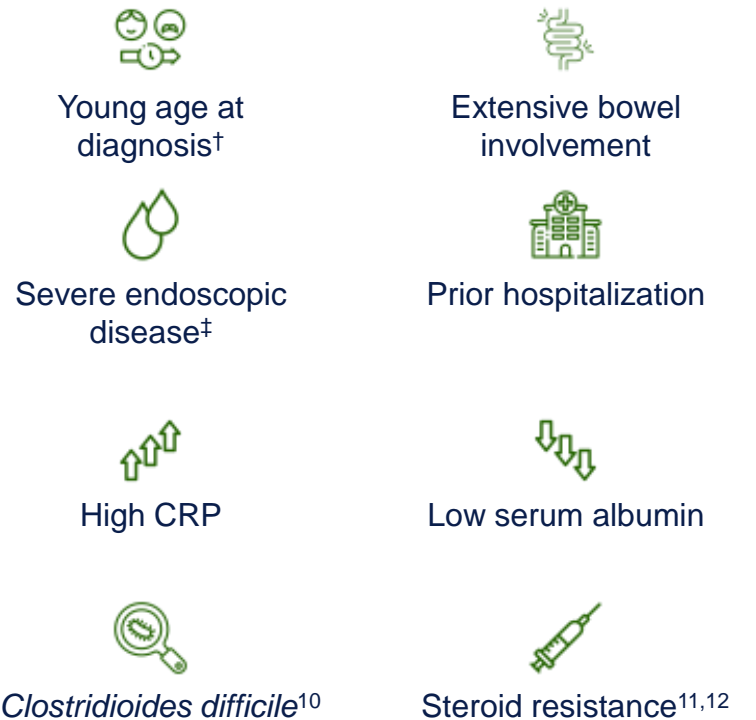 Young age at
diagnosis†
Extensive bowel
involvement
Severe endoscopic
disease‡
Prior hospitalization
High CRP
Low serum albumin
Clostridioides difficile10
Steroid resistance11,12